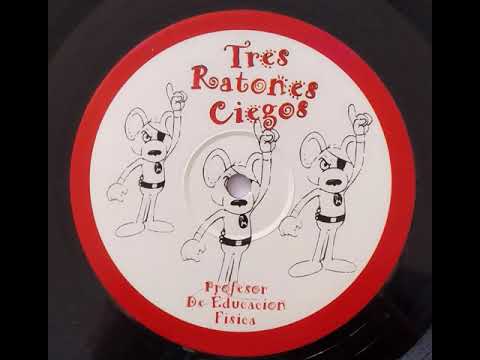 Tres
Ratones
Ciegos
Profesor
De Educacion
Fisica